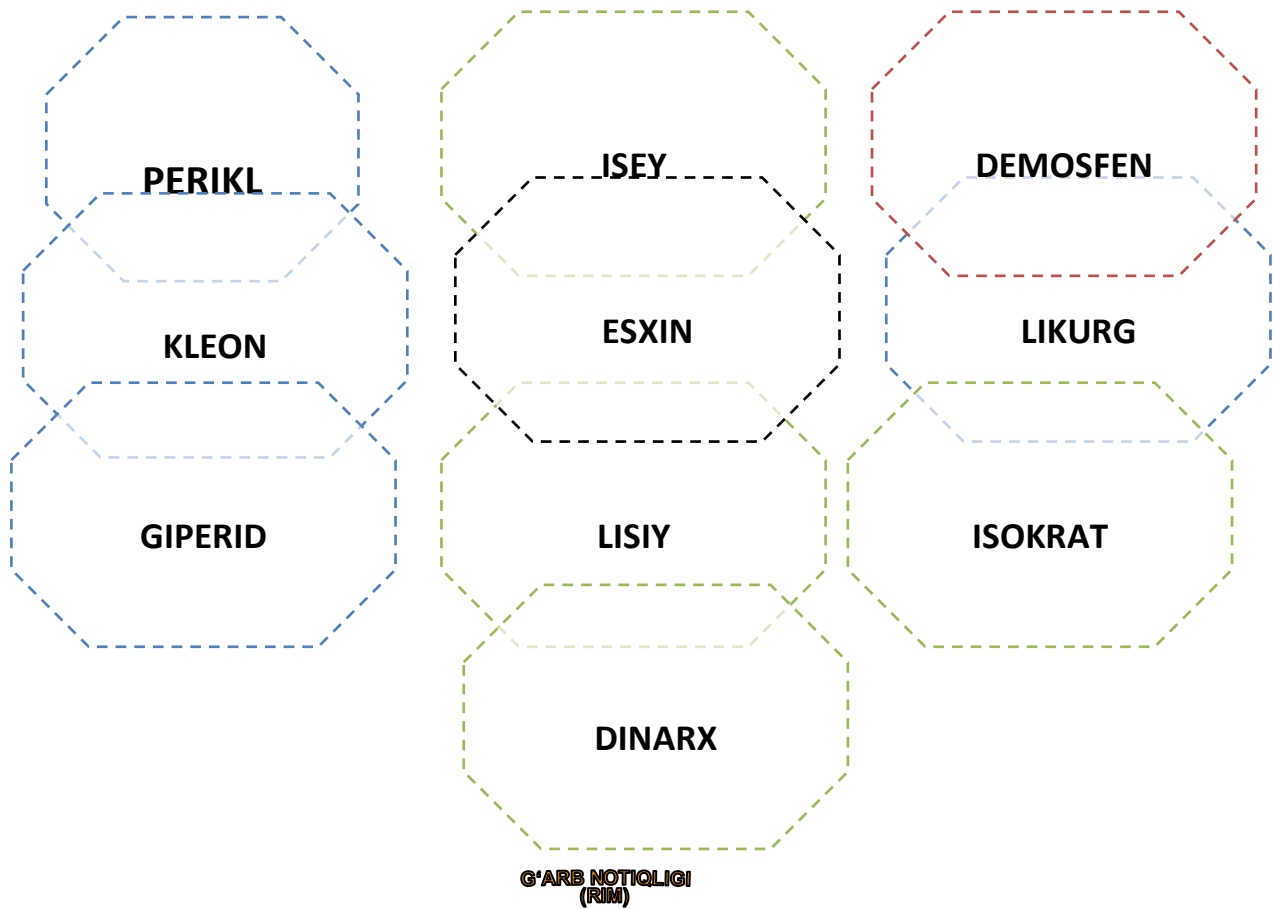 PERIKL
ISEY
DEMOSFEN
KLEON
ESXIN
LIKURG
GIPERID
LISIY
ISOKRAT
DINARX
G‘ARB NOTIQLIGI
(RIM)